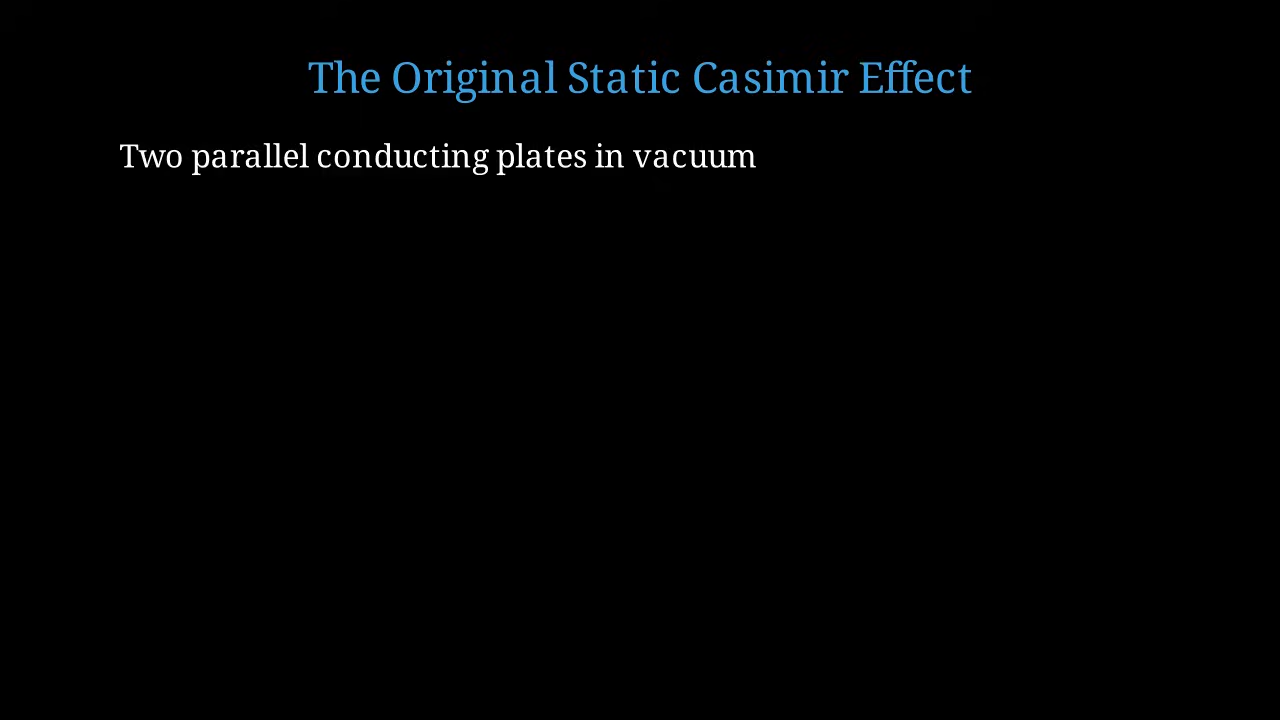 The Original Static Casimir Effect
Two parallel conducting plates in vacuum